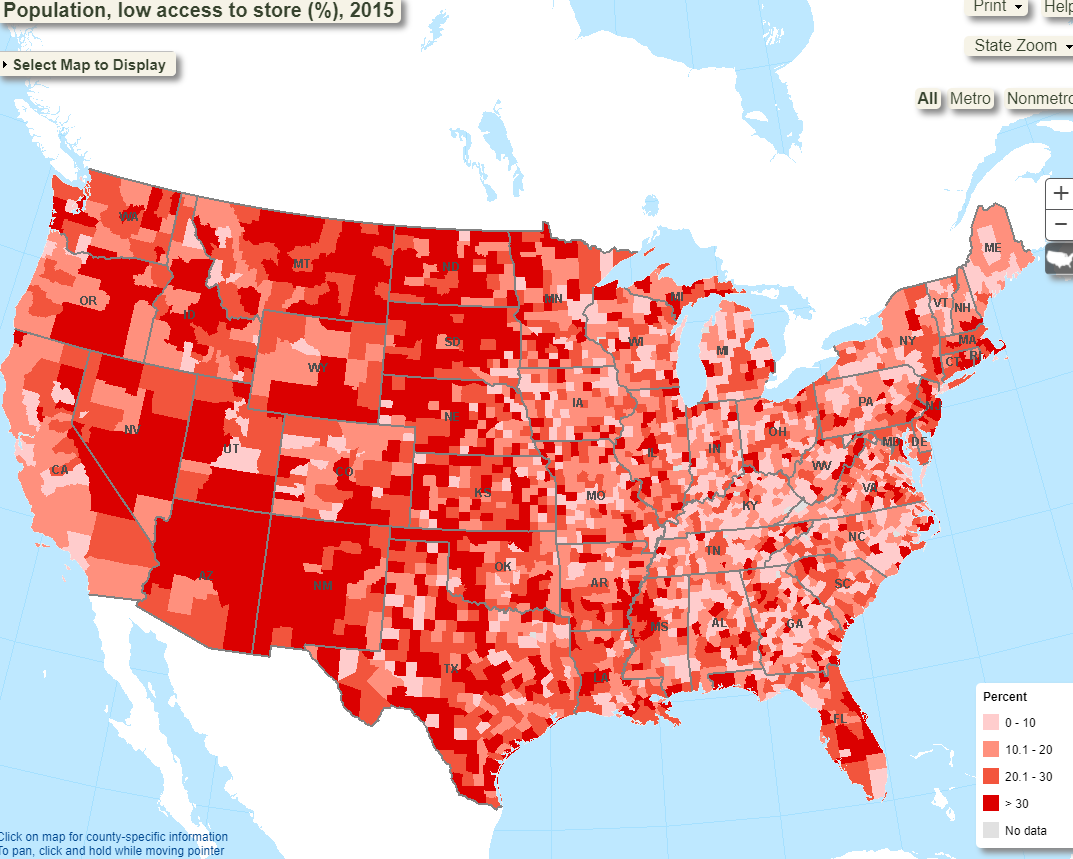 Population, low access to store (%), 2015
Print
Help
Select Map to Display
State Zoom
All Metro Nonmetro
+
−
WA
MT
ND
MN
ME
OR
ID
SD
WI
MI
VT
NH
NY
MA
CT
RI
WY
MI
IA
NE
PA
NJ
NV
UT
CO
IL
IN
OH
MD
DE
CA
KS
MO
WV
VA
KY
AZ
NM
OK
TN
NC
AR
SC
MS
AL
GA
TX
LA
FL
Percent
0 - 10
10.1 - 20
20.1 - 30
> 30
No data
Click on map for county-specific information
To pan, click and hold while moving pointer